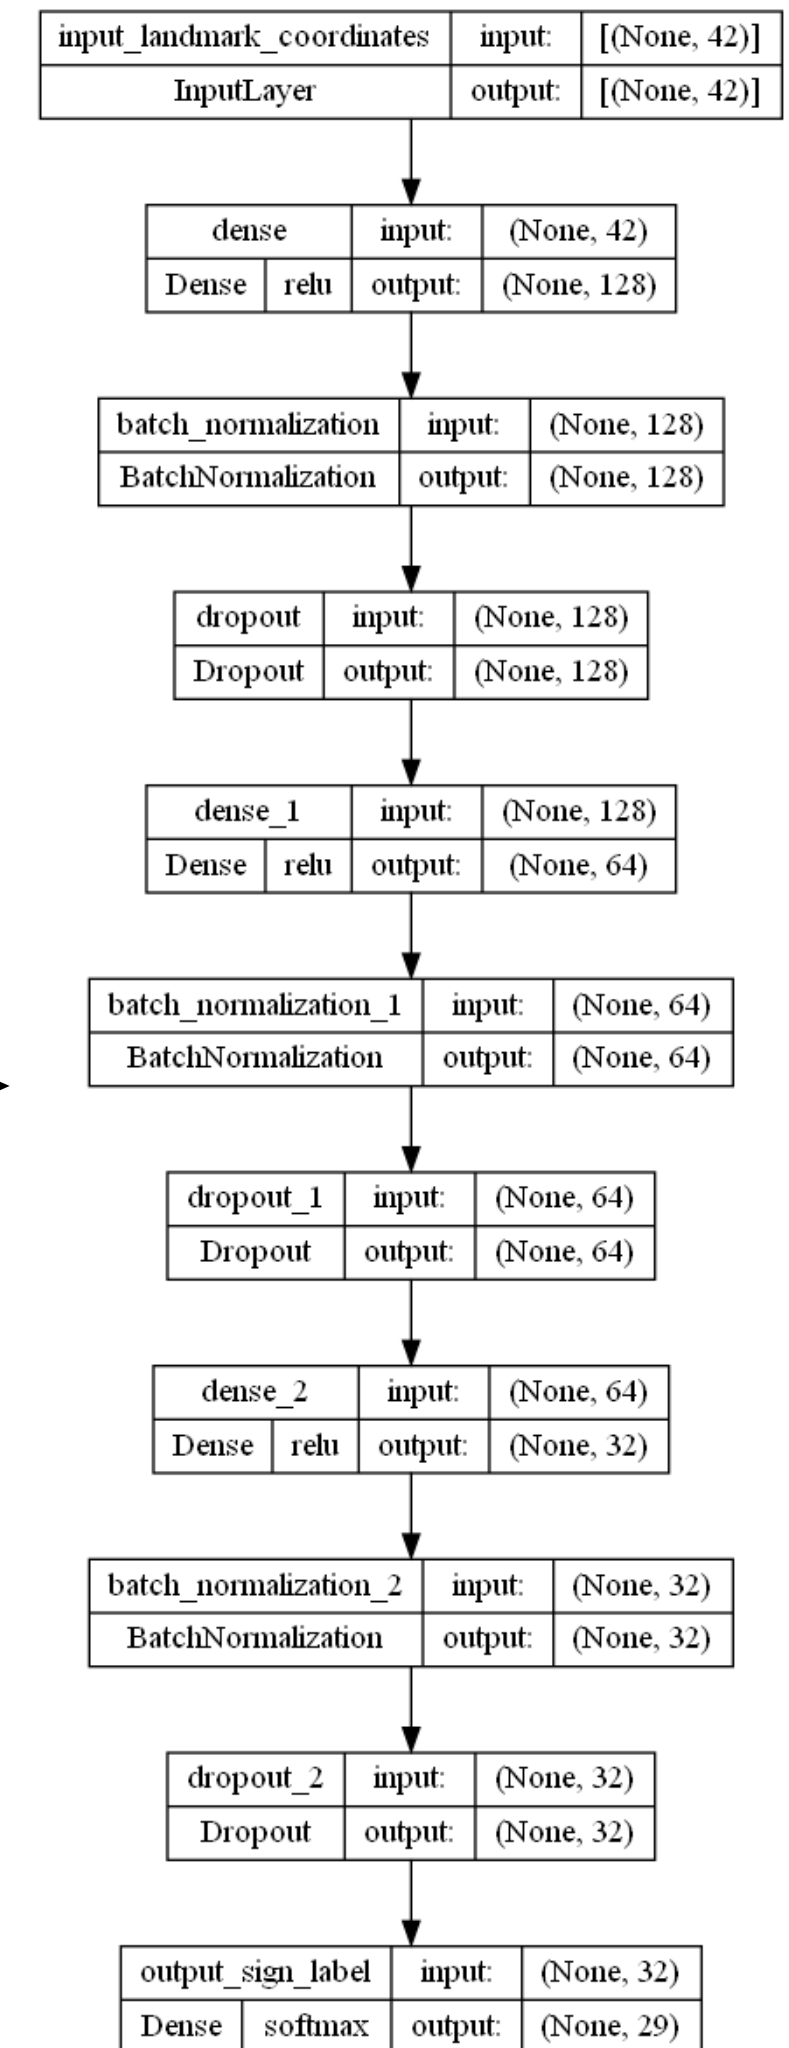 input_landmark_coordinates input: [(None, 42)]
InputLayer output: [(None, 42)]
dense input: (None, 42)
Dense relu output: (None, 128)
batch_normalization input: (None, 128)
BatchNormalization output: (None, 128)
dropout input: (None, 128)
Dropout output: (None, 128)
dense_1 input: (None, 128)
Dense relu output: (None, 64)
batch_normalization_1 input: (None, 64)
BatchNormalization output: (None, 64)
dropout_1 input: (None, 64)
Dropout output: (None, 64)
dense_2 input: (None, 64)
Dense relu output: (None, 32)
batch_normalization_2 input: (None, 32)
BatchNormalization output: (None, 32)
dropout_2 input: (None, 32)
Dropout output: (None, 32)
output_sign_label input: (None, 32)
Dense softmax output: (None, 29)